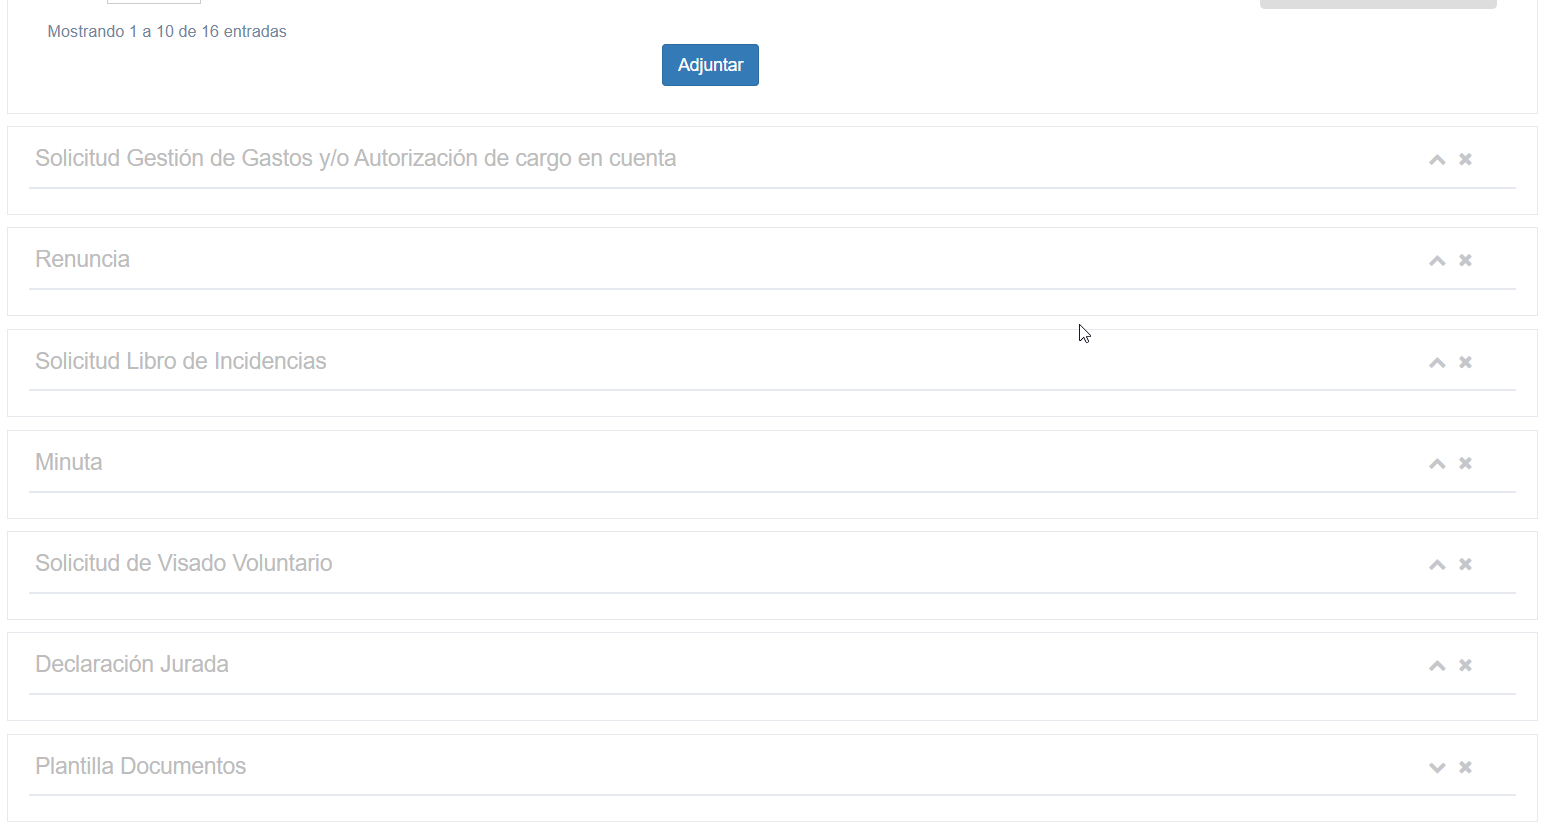 Mostrando 1 a 10 de 16 entradas
Adjuntar
Solicitud Gestión de Gastos y/o Autorización de cargo en cuenta
Renuncia
Solicitud Libro de Incidencias
Minuta
Solicitud de Visado Voluntario
Declaración Jurada
Plantilla Documentos